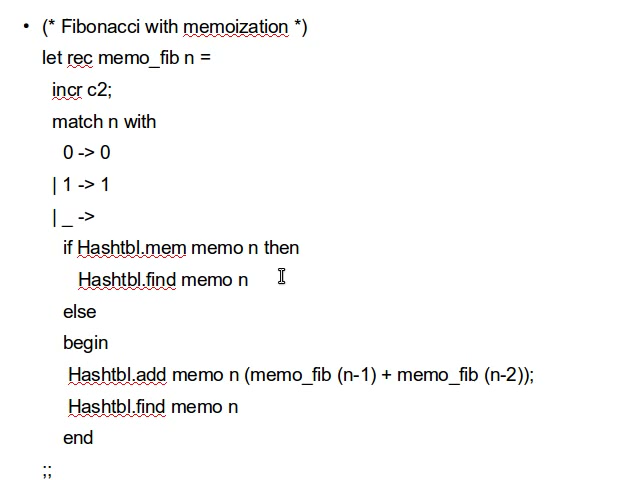 • (* Fibonacci with memoization *)
let rec memo_fib n =
incr c2;
match n with
0 -> 0
| 1 -> 1
| _ ->
if Hashtbl.mem memo n then
Hashtbl.find memo n
else
begin
Hashtbl.add memo n (memo_fib (n-1) + memo_fib (n-2));
Hashtbl.find memo n
end
;;